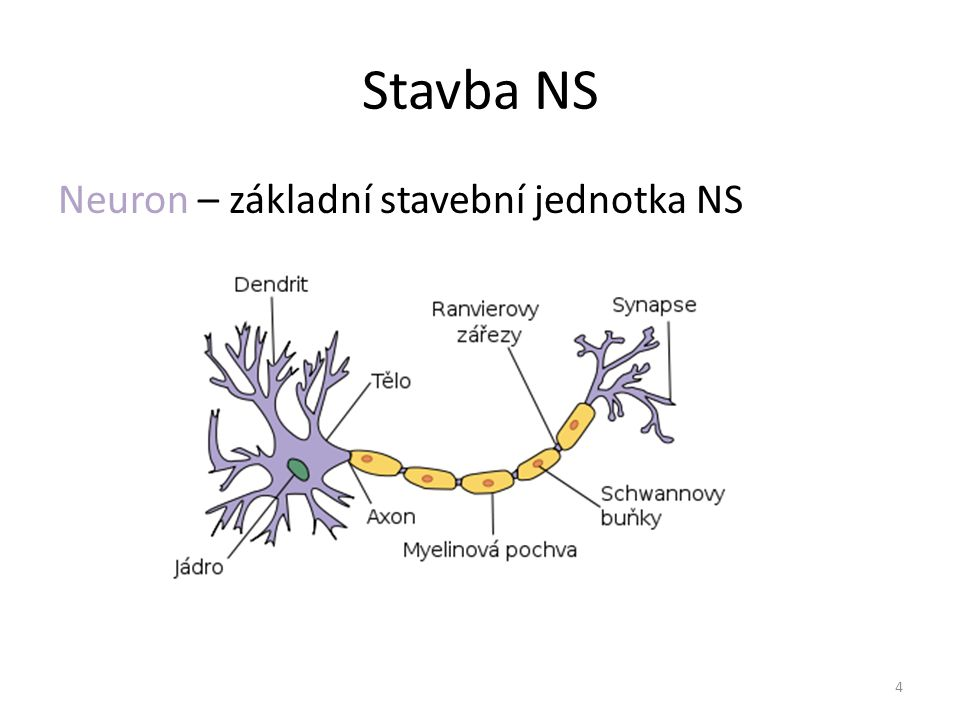 Stavba NS
Neuron – základní stavební jednotka NS
Dendrit
Ranvierovy
zářezy
Synapse
Tělo
Axon
Schwannovy
buňky
Myelinová pochva
Jádro
4